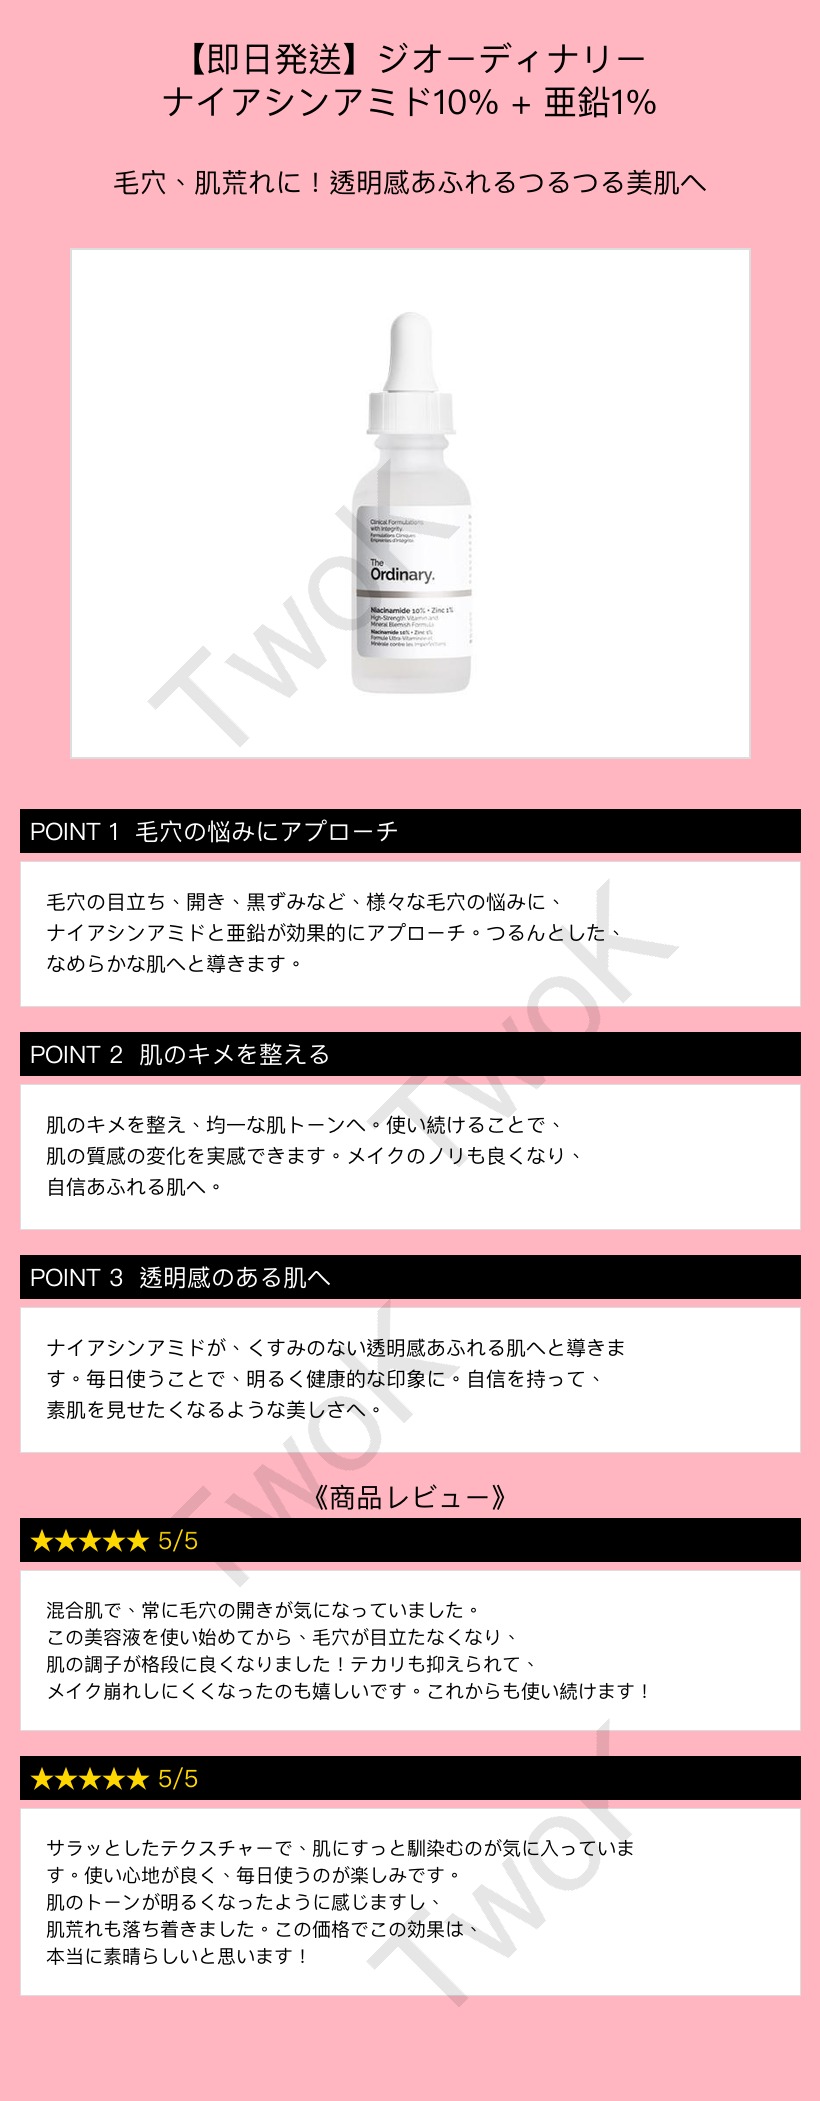 【即日発送】ジオーディナリー
ナイアシンアミド10% + 亜鉛1%
毛穴、肌荒れに！透明感あふれるつるつる美肌へ
Clinical Formulations
with Integrity.
Formulations Cliniques
Empreintes d'Intégrité.
The
Ordinary.
Niacinamide 10% + Zinc 1%
High-Strength Vitamin and
Mineral Blemish Formula
Niacinamide 10% + Zinc 1%
Formule Ultra-Vitaminée et
Minérale contre les Imperfections
TwoK
POINT 1 毛穴の悩みにアプローチ
毛穴の目立ち、開き、黒ずみなど、様々な毛穴の悩みに、
ナイアシンアミドと亜鉛が効果的にアプローチ。つるんとした、
なめらかな肌へと導きます。
TwoK
POINT 2 肌のキメを整える
肌のキメを整え、均一な肌トーンへ。使い続けることで、
肌の質感の変化を実感できます。メイクのノリも良くなり、
自信あふれる肌へ。
POINT 3 透明感のある肌へ
ナイアシンアミドが、くすみのない透明感あふれる肌へと導きま
す。毎日使うことで、明るく健康的な印象に。自信を持って、
素肌を見せたくなるような美しさへ。
TwoK
《商品レビュー》
★★★★★ 5/5
混合肌で、常に毛穴の開きが気になっていました。
この美容液を使い始めてから、毛穴が目立たなくなり、
肌の調子が格段に良くなりました！テカリも抑えられて、
メイク崩れしにくくなったのも嬉しいです。これからも使い続けます！
★★★★★ 5/5
サラッとしたテクスチャーで、肌にすっと馴染むのが気に入っていま
す。使い心地が良く、毎日使うのが楽しみです。
肌のトーンが明るくなったように感じますし、
肌荒れも落ち着きました。この価格でこの効果は、
本当に素晴らしいと思います！
TwoK